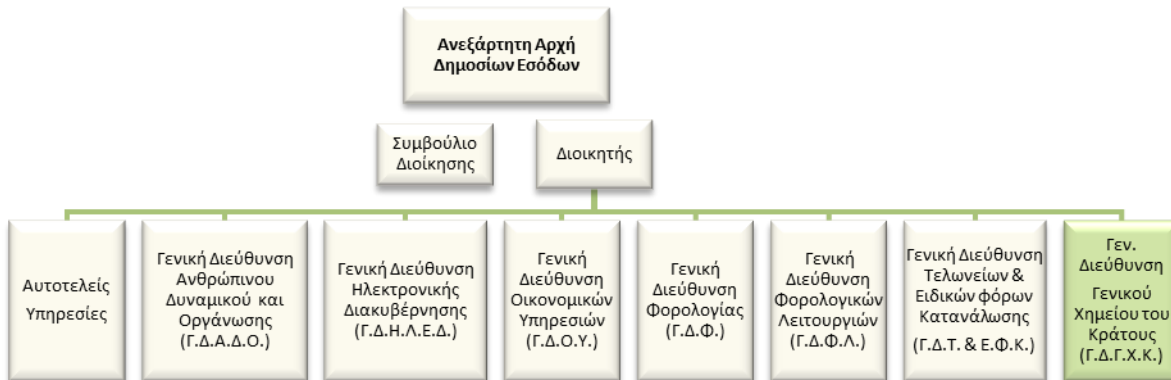 Ανεξάρτητη Αρχή
Δημοσίων Εσόδων
Συμβούλιο
Διοίκησης
Διοικητής
Αυτοτελείς
Υπηρεσίες
Γενική Διεύθυνση
Ανθρώπινου
Δυναμικού και
Οργάνωσης
(Γ.Δ.Α.Δ.Ο.)
Γενική Διεύθυνση
Ηλεκτρονικής
Διακυβέρνησης
(Γ.Δ.Η.Λ.Ε.Δ.)
Γενική
Διεύθυνση
Οικονομικών
Υπηρεσιών
(Γ.Δ.Ο.Υ.)
Γενική
Διεύθυνση
Φορολογίας
(Γ.Δ.Φ.)
Γενική
Διεύθυνση
Φορολογικών
Λειτουργιών
(Γ.Δ.Φ.Λ.)
Γενική Διεύθυνση
Τελωνείων &
Ειδικών φόρων
Κατανάλωσης
(Γ.Δ.Τ. & Ε.Φ.Κ.)
Γεν.
Διεύθυνση
Γενικού
Χημείου του
Κράτους
(Γ.Δ.Γ.Χ.Κ.)